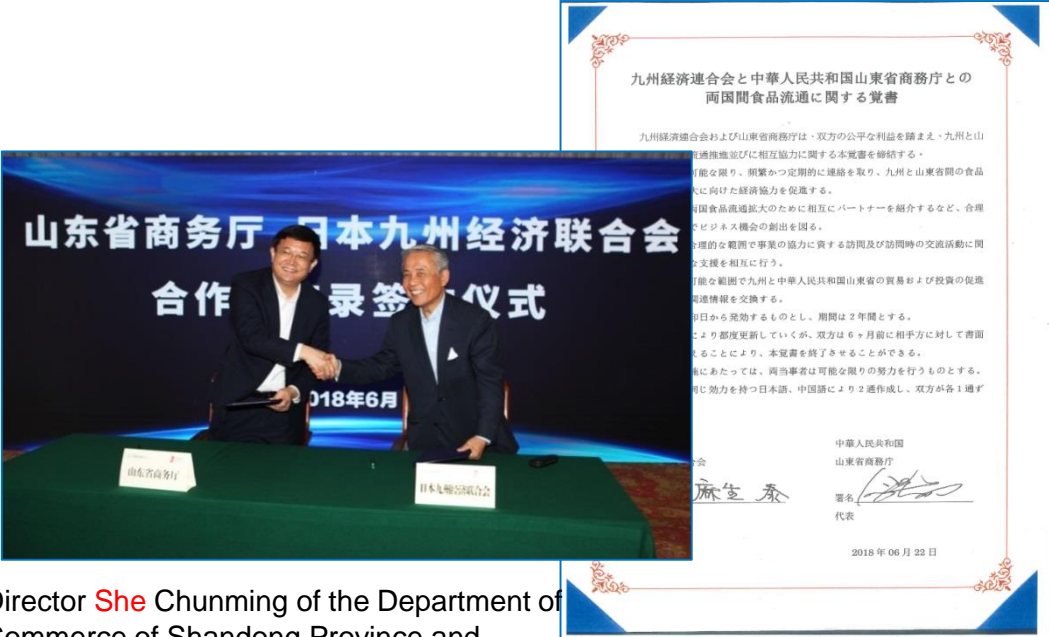 九州経済連合会と中華人民共和国山東省商務庁との
両国間食品流通に関する覚書
九州経済連合会および山東省商務庁は、双方の公平な利益を踏まえ、九州と山
流通推進並びに相互協力に関する本覚書を締結する・
可能な限り、頻繁かつ定期的に連絡を取り、九州と山東省間の食品
大に向けた経済協力を促進する。
両国食品流通拡大のために相互にパートナーを紹介するなど、合理
でビジネス機会の創出を図る。
合理的な範囲で事業の協力に資する訪問及び訪問時の交流活動に関
な支援を相互に行う。
可能な範囲で九州と中華人民共和国山東省の貿易および投資の促進
関連情報を交換する。
印日から発効するものとし、期間は2年間とする。
により都度更新していくが、双方は6ヶ月前に相手方に対して書面
えることにより、本覚書を終了させることができる。
施にあたっては、両当事者は可能な限りの努力を行うものとする。
同じ効力を持つ日本語、中国語により2通作成し、双方が各1通ず
中華人民共和国
会 山東省商務庁
麻生 泰 署名
代表
2018年06月22日
山东省商务厅 日本九州经济联合会
合作 录签 仪式
018年6月
山东省商务厅
日本九州经济联合会
Director She Chunming of the Department of
Commerce of Shandong Province and